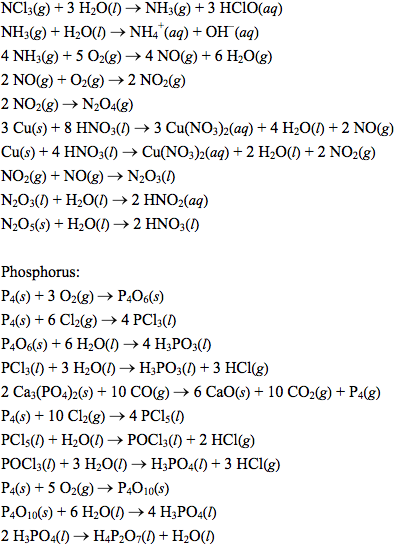 NCl₃(g) + 3 H₂O(l) → NH₃(g) + 3 HClO(aq)
NH₃(g) + H₂O(l) → NH₄⁺(aq) + OH⁻(aq)
4 NH₃(g) + 5 O₂(g) → 4 NO(g) + 6 H₂O(g)
2 NO(g) + O₂(g) → 2 NO₂(g)
2 NO₂(g) → N₂O₄(g)
3 Cu(s) + 8 HNO₃(l) → 3 Cu(NO₃)₂(aq) + 4 H₂O(l) + 2 NO(g)
Cu(s) + 4 HNO₃(l) → Cu(NO₃)₂(aq) + 2 H₂O(l) + 2 NO₂(g)
NO₂(g) + NO(g) → N₂O₃(l)
N₂O₃(l) + H₂O(l) → 2 HNO₂(aq)
N₂O₅(s) + H₂O(l) → 2 HNO₃(l)
Phosphorus:
P₄(s) + 3 O₂(g) → P₄O₆(s)
P₄(s) + 6 Cl₂(g) → 4 PCl₃(l)
P₄O₆(s) + 6 H₂O(l) → 4 H₃PO₃(l)
PCl₃(l) + 3 H₂O(l) → H₃PO₃(l) + 3 HCl(g)
2 Ca₃(PO₄)₂(s) + 10 CO(g) → 6 CaO(s) + 10 CO₂(g) + P₄(g)
P₄(s) + 10 Cl₂(g) → 4 PCl₅(l)
PCl₅(l) + H₂O(l) → POCl₃(l) + 2 HCl(g)
POCl₃(l) + 3 H₂O(l) → H₃PO₄(l) + 3 HCl(g)
P₄(s) + 5 O₂(g) → P₄O₁₀(s)
P₄O₁₀(s) + 6 H₂O(l) → 4 H₃PO₄(l)
2 H₃PO₄(l) → H₄P₂O₇(l) + H₂O(l)